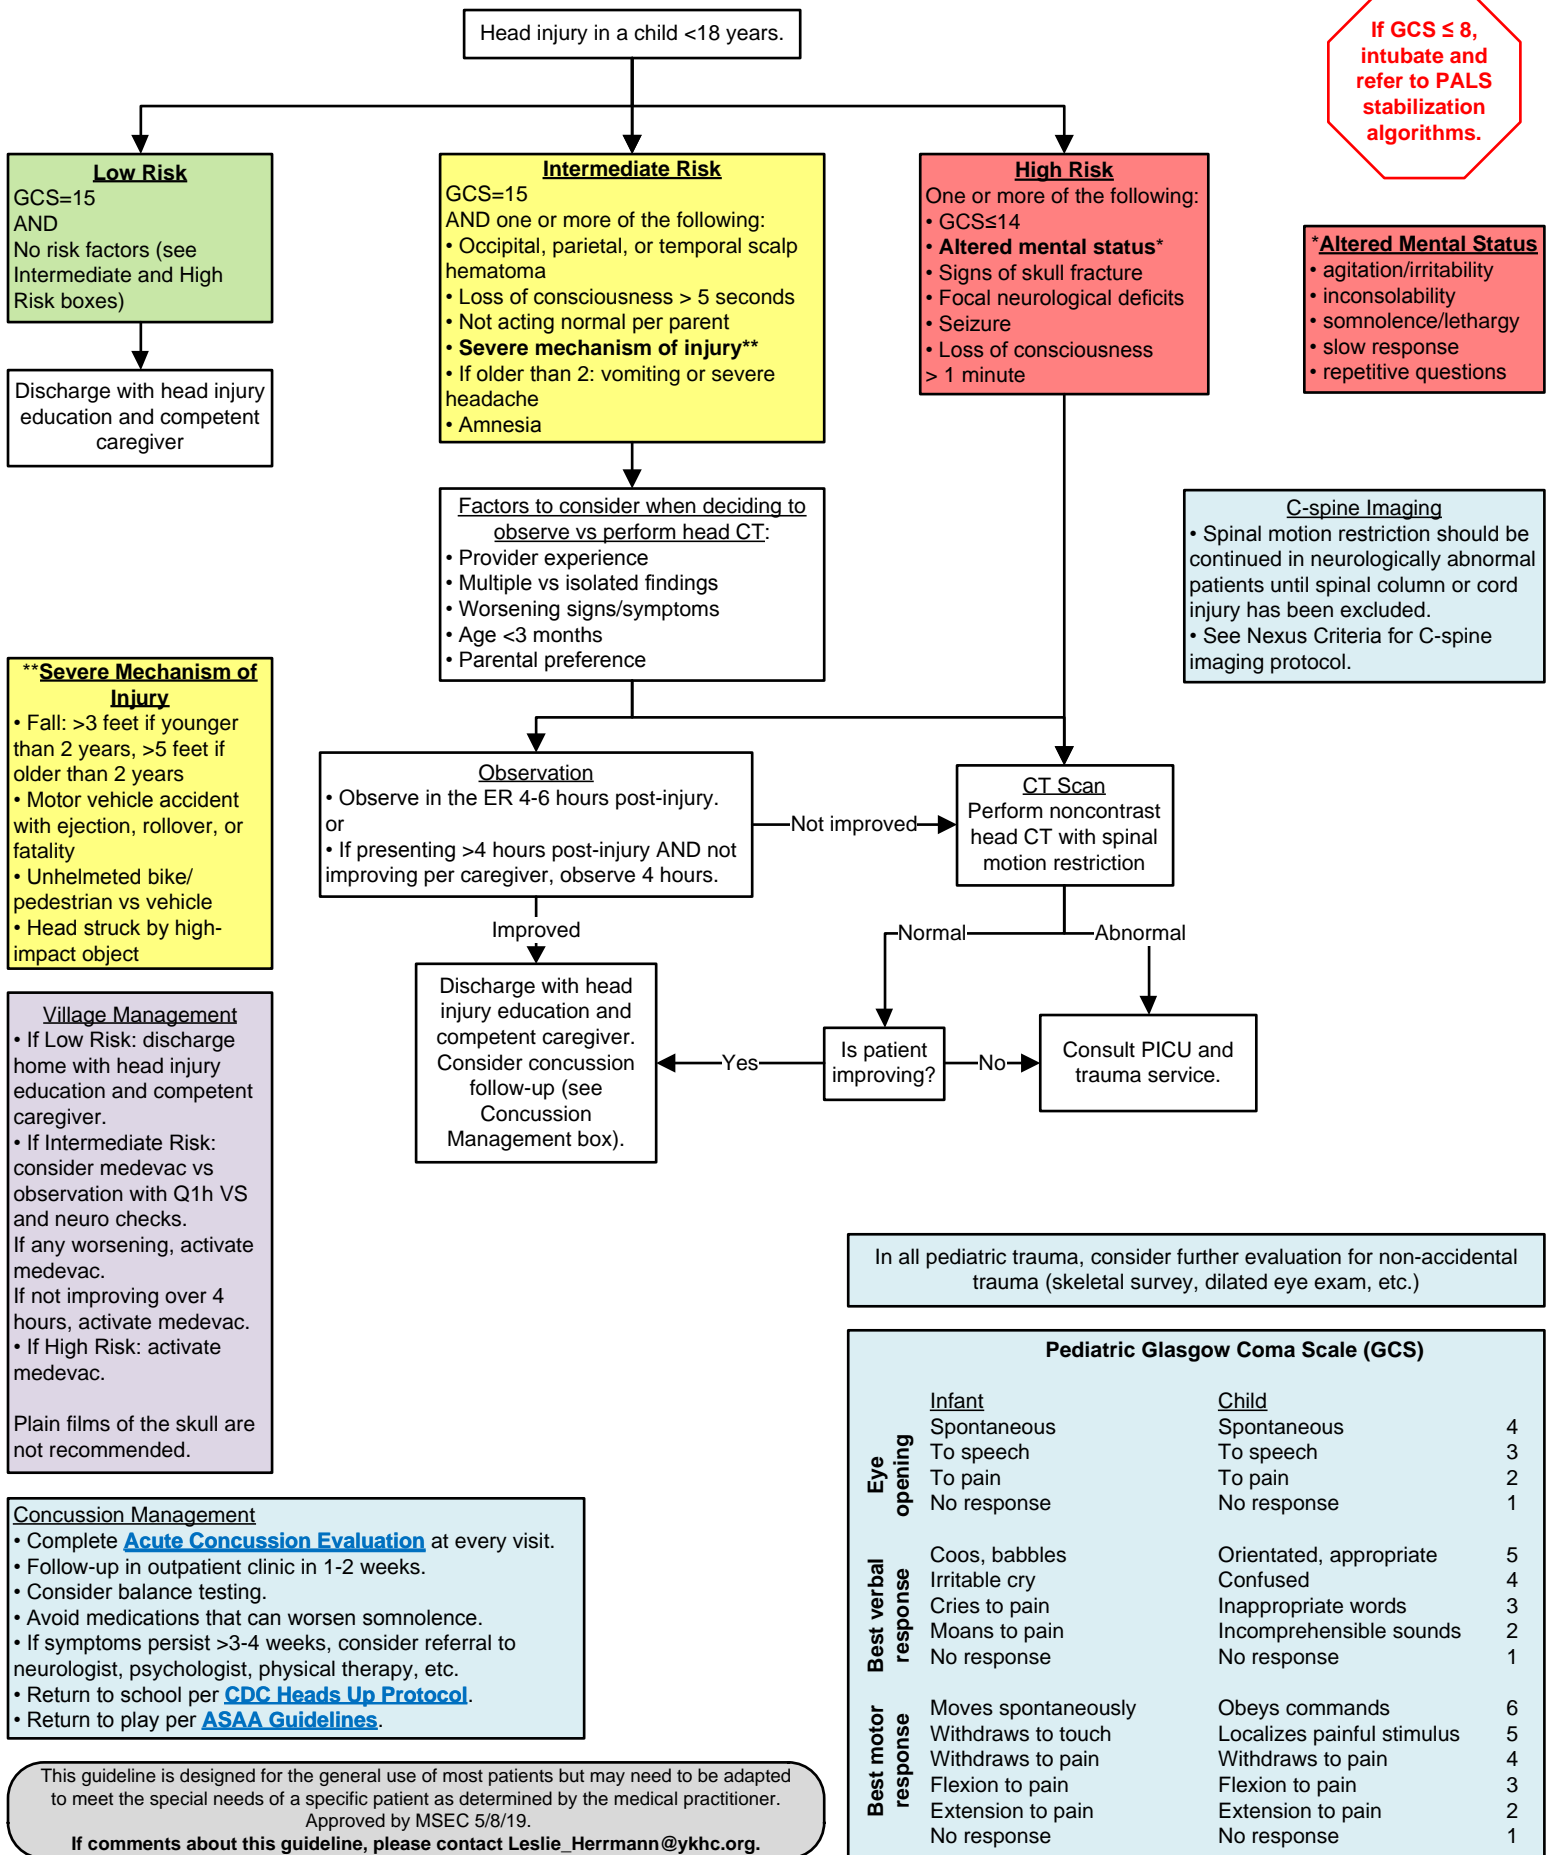 Head injury in a child <18 years.
If GCS ≤ 8,
intubate and
refer to PALS
stabilization
algorithms.
Low Risk
GCS=15
AND
No risk factors (see
Intermediate and High
Risk boxes)
Discharge with head injury
education and competent
caregiver
Intermediate Risk
GCS=15
AND one or more of the following:
• Occipital, parietal, or temporal scalp
hematoma
• Loss of consciousness > 5 seconds
• Not acting normal per parent
• Severe mechanism of injury**
• If older than 2: vomiting or severe
headache
• Amnesia
High Risk
One or more of the following:
• GCS≤14
• Altered mental status*
• Signs of skull fracture
• Focal neurological deficits
• Seizure
• Loss of consciousness
> 1 minute
*Altered Mental Status
• agitation/irritability
• inconsolability
• somnolence/lethargy
• slow response
• repetitive questions
Factors to consider when deciding to
observe vs perform head CT:
• Provider experience
• Multiple vs isolated findings
• Worsening signs/symptoms
• Age <3 months
• Parental preference
C-spine Imaging
• Spinal motion restriction should be
continued in neurologically abnormal
patients until spinal column or cord
injury has been excluded.
• See Nexus Criteria for C-spine
imaging protocol.
**Severe Mechanism of
Injury
• Fall: >3 feet if younger
than 2 years, >5 feet if
older than 2 years
• Motor vehicle accident
with ejection, rollover, or
fatality
• Unhelmeted bike/
pedestrian vs vehicle
• Head struck by high-
impact object
Observation
• Observe in the ER 4-6 hours post-injury.
or
• If presenting >4 hours post-injury AND not
improving per caregiver, observe 4 hours.
Not improved
CT Scan
Perform noncontrast
head CT with spinal
motion restriction
Improved
Normal
Abnormal
Discharge with head
injury education and
competent caregiver.
Consider concussion
follow-up (see
Concussion
Management box).
Yes
Is patient
improving?
No
Consult PICU and
trauma service.
Village Management
• If Low Risk: discharge
home with head injury
education and competent
caregiver.
• If Intermediate Risk:
consider medevac vs
observation with Q1h VS
and neuro checks.
If any worsening, activate
medevac.
If not improving over 4
hours, activate medevac.
• If High Risk: activate
medevac.
Plain films of the skull are
not recommended.
In all pediatric trauma, consider further evaluation for non-accidental
trauma (skeletal survey, dilated eye exam, etc.)
Concussion Management
• Complete Acute Concussion Evaluation at every visit.
• Follow-up in outpatient clinic in 1-2 weeks.
• Consider balance testing.
• Avoid medications that can worsen somnolence.
• If symptoms persist >3-4 weeks, consider referral to
neurologist, psychologist, physical therapy, etc.
• Return to school per CDC Heads Up Protocol.
• Return to play per ASAA Guidelines.
This guideline is designed for the general use of most patients but may need to be adapted
to meet the special needs of a specific patient as determined by the medical practitioner.
Approved by MSEC 5/8/19.
If comments about this guideline, please contact Leslie_Herrmann@ykhc.org.
Pediatric Glasgow Coma Scale (GCS)
Infant Child
Eye
opening
Spontaneous Spontaneous 4
To speech To speech 3
To pain To pain 2
No response No response 1
Best verbal
response
Coos, babbles Orientated, appropriate 5
Irritable cry Confused 4
Cries to pain Inappropriate words 3
Moans to pain Incomprehensible sounds 2
No response No response 1
Best motor
response
Moves spontaneously Obeys commands 6
Withdraws to touch Localizes painful stimulus 5
Withdraws to pain Withdraws to pain 4
Flexion to pain Flexion to pain 3
Extension to pain Extension to pain 2
No response No response 1